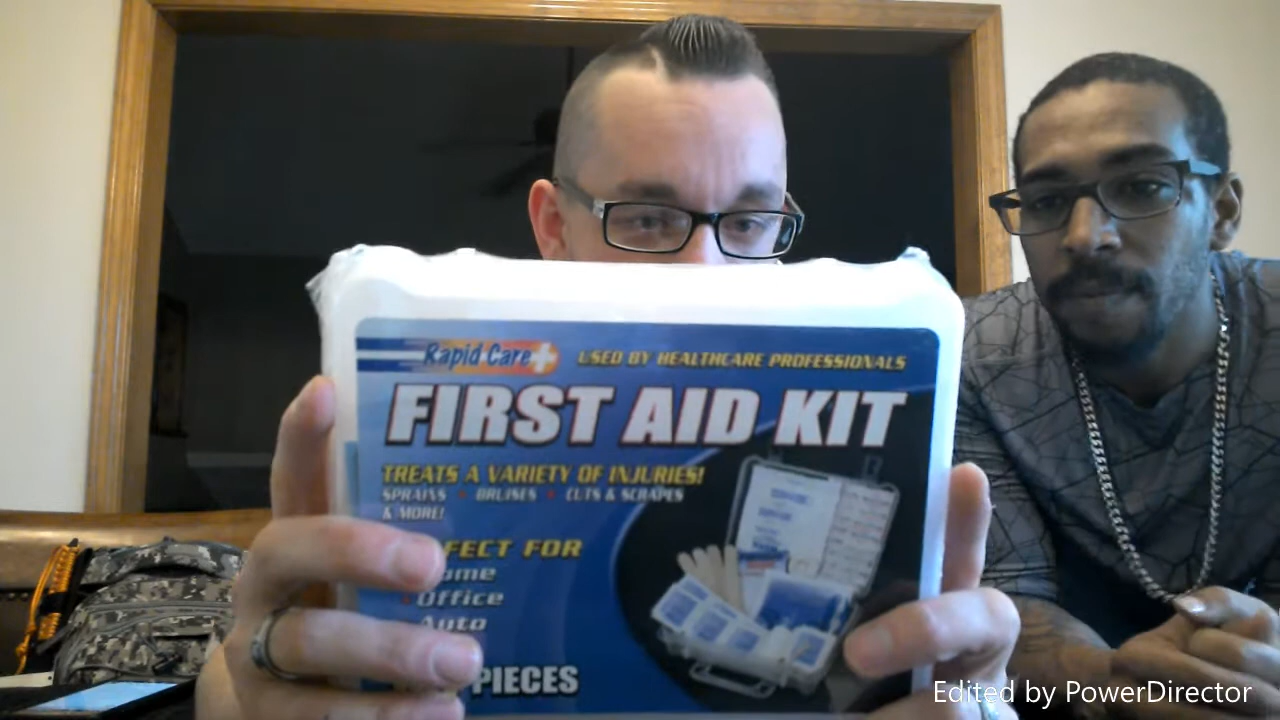 Rapid Care
USED BY HEALTHCARE PROFESSIONALS
FIRST AID KIT
TREATS A VARIETY OF INJURIES!
SPRAINS • BRUISES • CUTS & SCRAPES
& MORE!
FECT FOR
ome
Office
Auto
PIECES
Edited by PowerDirector